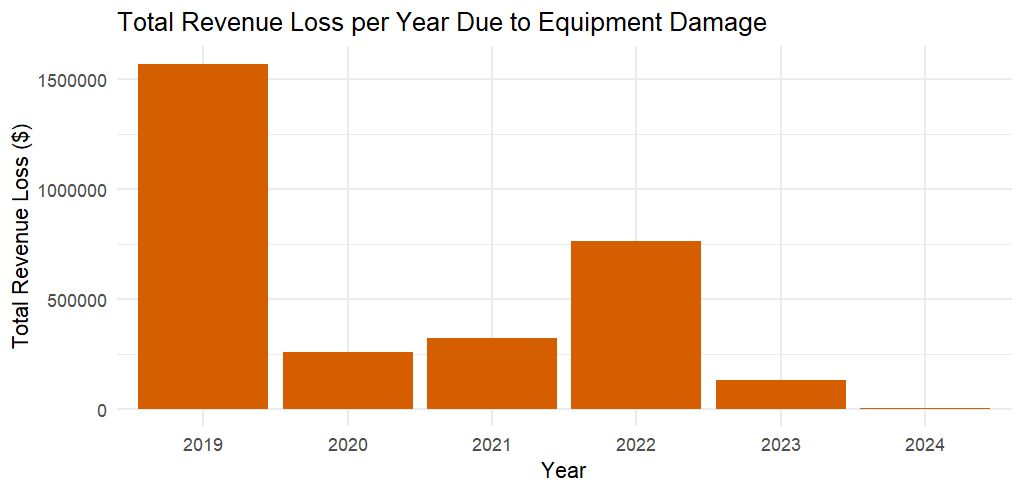 Total Revenue Loss per Year Due to Equipment Damage
Total Revenue Loss ($)
1500000
1000000
500000
0
2019 2020 2021 2022 2023 2024
Year